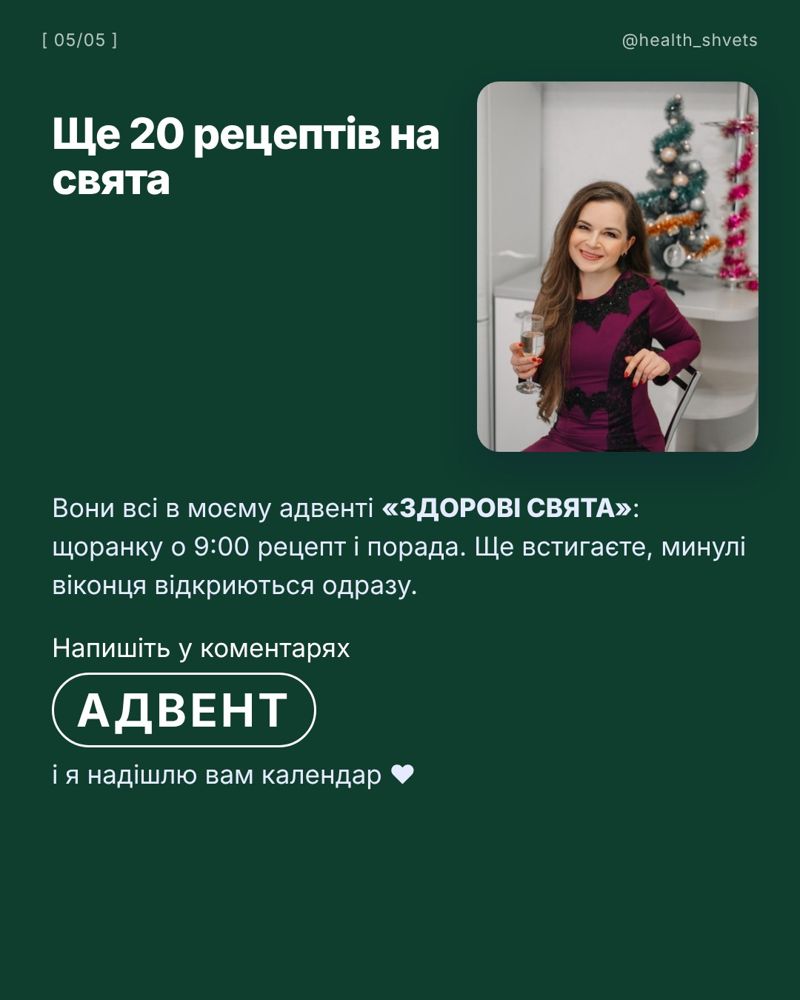 [ 05/05 ]
@health_shvets
Ще 20 рецептів на
свята
Вони всі в моєму адвенті «ЗДОРОВІ СВЯТА»:
щоранку о 9:00 рецепт і порада. Ще встигаєте, минулі
віконця відкриються одразу.
Напишіть у коментарях
АДВЕНТ
і я надішлю вам календар ♥